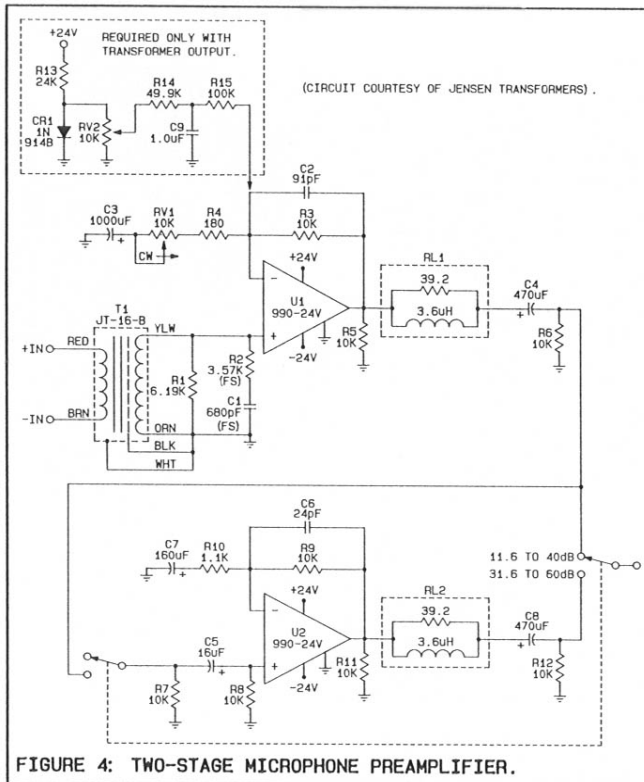 REQUIRED ONLY WITH
TRANSFORMER OUTPUT.
+24V
R13
24K
CR1
1N
914B
RV2
10K
R14
49.9K
R15
100K
C9
1.0uF
(CIRCUIT COURTESY OF JENSEN TRANSFORMERS).
C2
91pF
C3
1000uF
+
RV1
10K
CW
R4
180
R3
10K
+24V
-
U1
990-24V
+
-24V
R5
10K
RL1
39.2
3.6uH
C4
470uF
+
R6
10K
T1
JT-16-B
+IN
RED
-IN
BRN
YLW
R1
6.19K
R2
3.57K
(FS)
C1
680pF
(FS)
ORN
BLK
WHT
C6
24pF
C7
160uF
+
R10
1.1K
R9
10K
+24V
-
U2
990-24V
+
-24V
C5
16uF
+
R7
10K
R8
10K
R11
10K
RL2
39.2
3.6uH
C8
470uF
+
R12
10K
11.6 TO 40dB
31.6 TO 60dB
FIGURE 4: TWO-STAGE MICROPHONE PREAMPLIFIER.